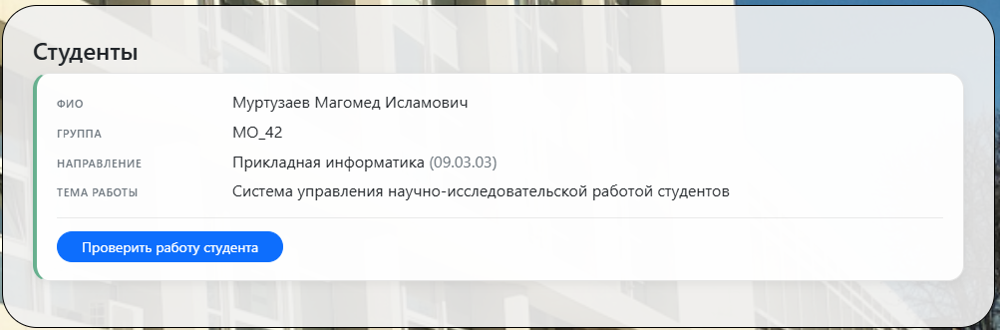 Студенты
ФИО Муртузаев Магомед Исламович
ГРУППА МО_42
НАПРАВЛЕНИЕ Прикладная информатика (09.03.03)
ТЕМА РАБОТЫ Система управления научно-исследовательской работой студентов
Проверить работу студента